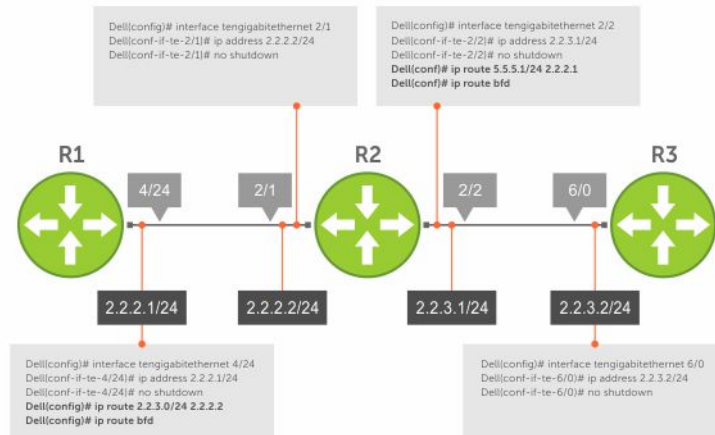 Dell(config)# interface tengigabitethernet 2/1
Dell(conf-if-te-2/1)# ip address 2.2.2.2/24
Dell(conf-if-te-2/1)# no shutdown
Dell(config)# interface tengigabitethernet 2/2
Dell(conf-if-te-2/2)# ip address 2.2.3.1/24
Dell(conf-if-te-2/2)# no shutdown
Dell(conf)# ip route 5.5.5.1/24 2.2.2.1
Dell(conf)# ip route bfd
R1
R2
R3
4/24
2/1
2/2
6/0
2.2.2.1/24
2.2.2.2/24
2.2.3.1/24
2.2.3.2/24
Dell(config)# interface tengigabitethernet 4/24
Dell(conf-if-te-4/24)# ip address 2.2.2.1/24
Dell(conf-if-te-4/24)# no shutdown
Dell(config)# ip route 2.2.3.0/24 2.2.2.2
Dell(config)# ip route bfd
Dell(config)# interface tengigabitethernet 6/0
Dell(conf-if-te-6/0)# ip address 2.2.3.2/24
Dell(conf-if-te-6/0)# no shutdown